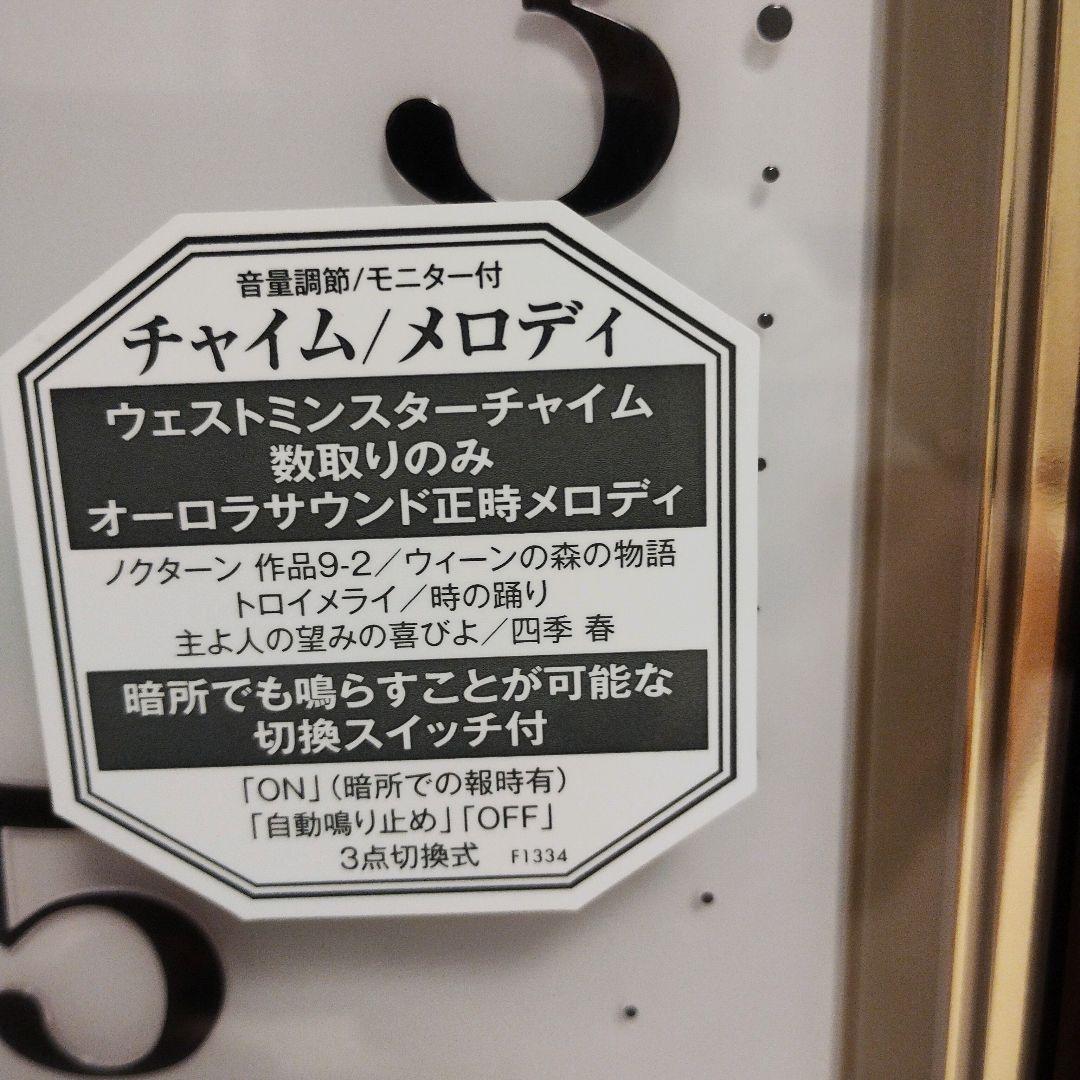 3
音量調節/モニター付
チャイム/メロディ
ウェストミンスターチャイム
数取りのみ
オーロラサウンド正時メロディ
ノクターン 作品9-2／ウィーンの森の物語
トロイメライ／時の踊り
主よ人の望みの喜びよ／四季 春
暗所でも鳴らすことが可能な
切換スイッチ付
「ON」(暗所での報時有)
「自動鳴り止め」「OFF」
3点切換式 F1334
5